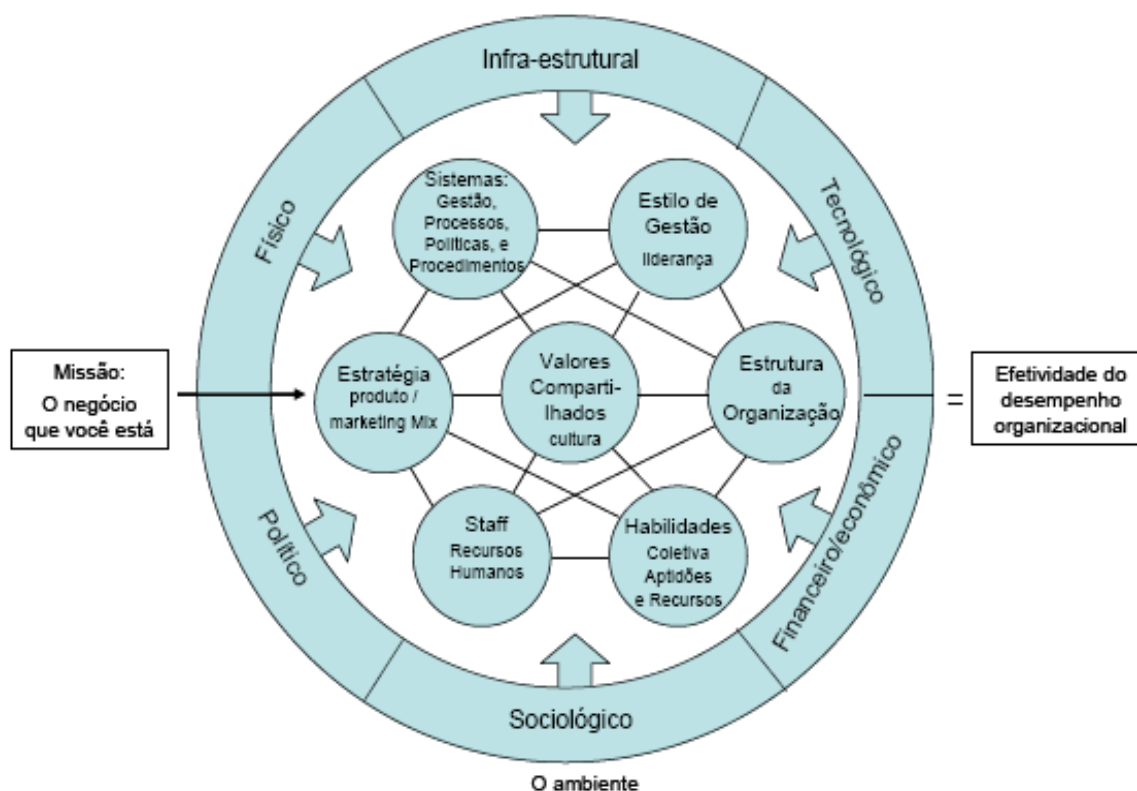 Infra-estrutural
Físico
Tecnológico
Sistemas:
Gestão,
Processos,
Políticas, e
Procedimentos
Estilo de
Gestão
liderança
Missão:
O negócio
que você está
Estratégia
produto /
marketing Mix
Valores
Comparti-
lhados
cultura
Estrutura
da
Organização
=
Efetividade do
desempenho
organizacional
Staff
Recursos
Humanos
Habilidades
Coletiva
Aptidões
e Recursos
Político
Financeiro/econômico
Sociológico
O ambiente